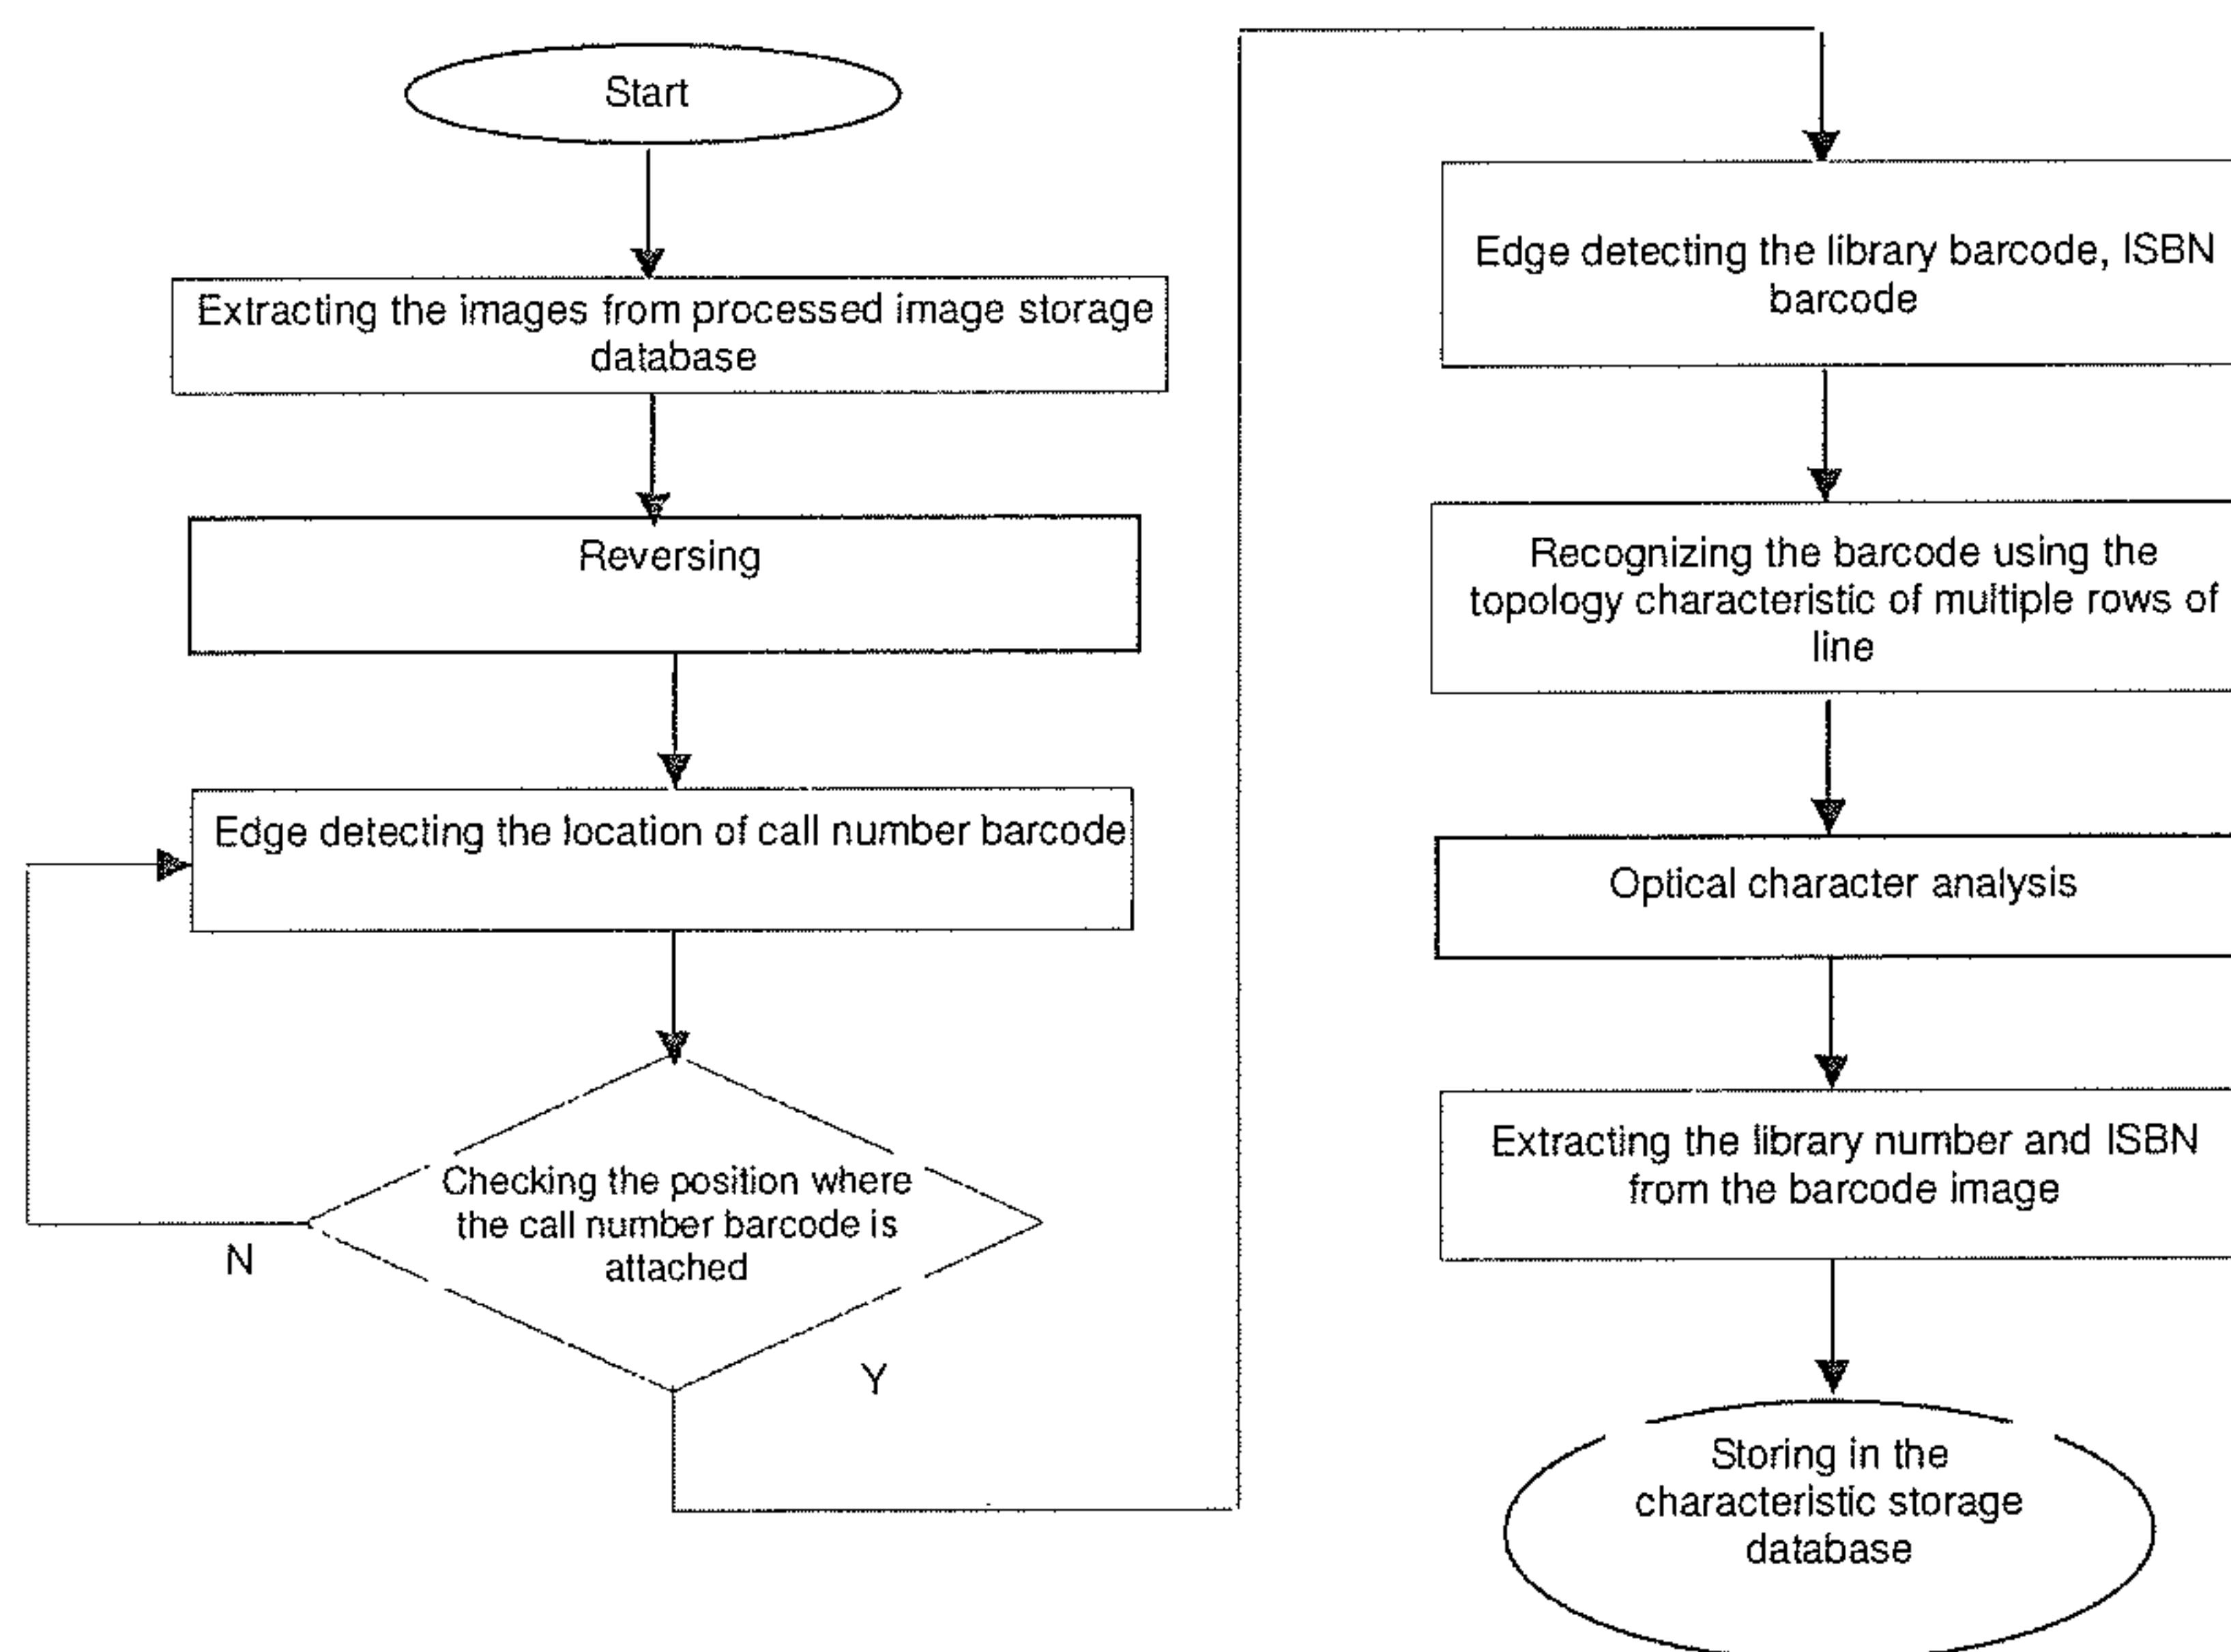 Start
Extracting the images from processed image storage
database
Reversing
Edge detecting the location of call number barcode
Checking the position where
the call number barcode is
attached
N
Y
Edge detecting the library barcode, ISBN
barcode
Recognizing the barcode using the
topology characteristic of multiple rows of
line
Optical character analysis
Extracting the library number and ISBN
from the barcode image
Storing in the
characteristic storage
database